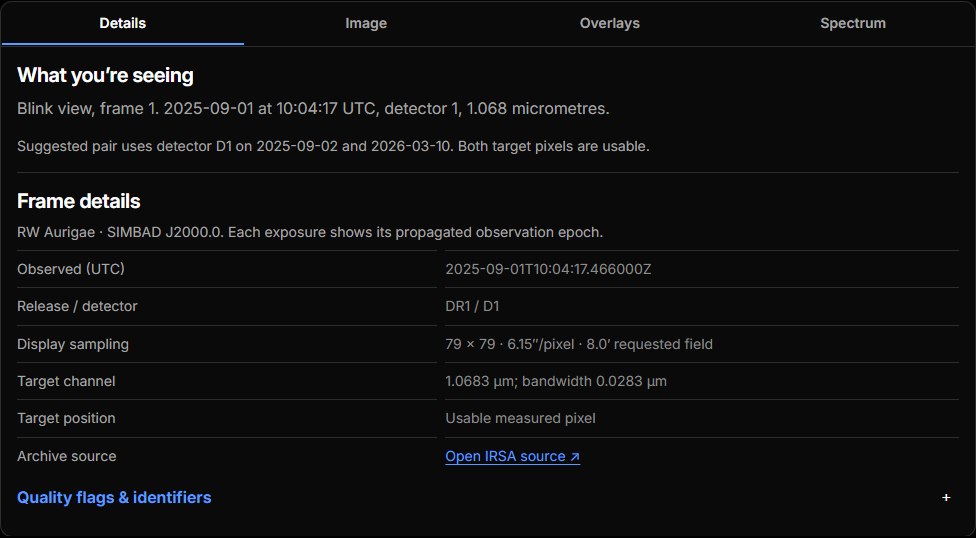 Details Image Overlays Spectrum
What you’re seeing
Blink view, frame 1. 2025-09-01 at 10:04:17 UTC, detector 1, 1.068 micrometres.
Suggested pair uses detector D1 on 2025-09-02 and 2026-03-10. Both target pixels are usable.
Frame details
RW Aurigae · SIMBAD J2000.0. Each exposure shows its propagated observation epoch.
Observed (UTC) 2025-09-01T10:04:17.466000Z
Release / detector DR1 / D1
Display sampling 79 × 79 · 6.15″/pixel · 8.0′ requested field
Target channel 1.0683 µm; bandwidth 0.0283 µm
Target position Usable measured pixel
Archive source Open IRSA source ↗
Quality flags & identifiers +